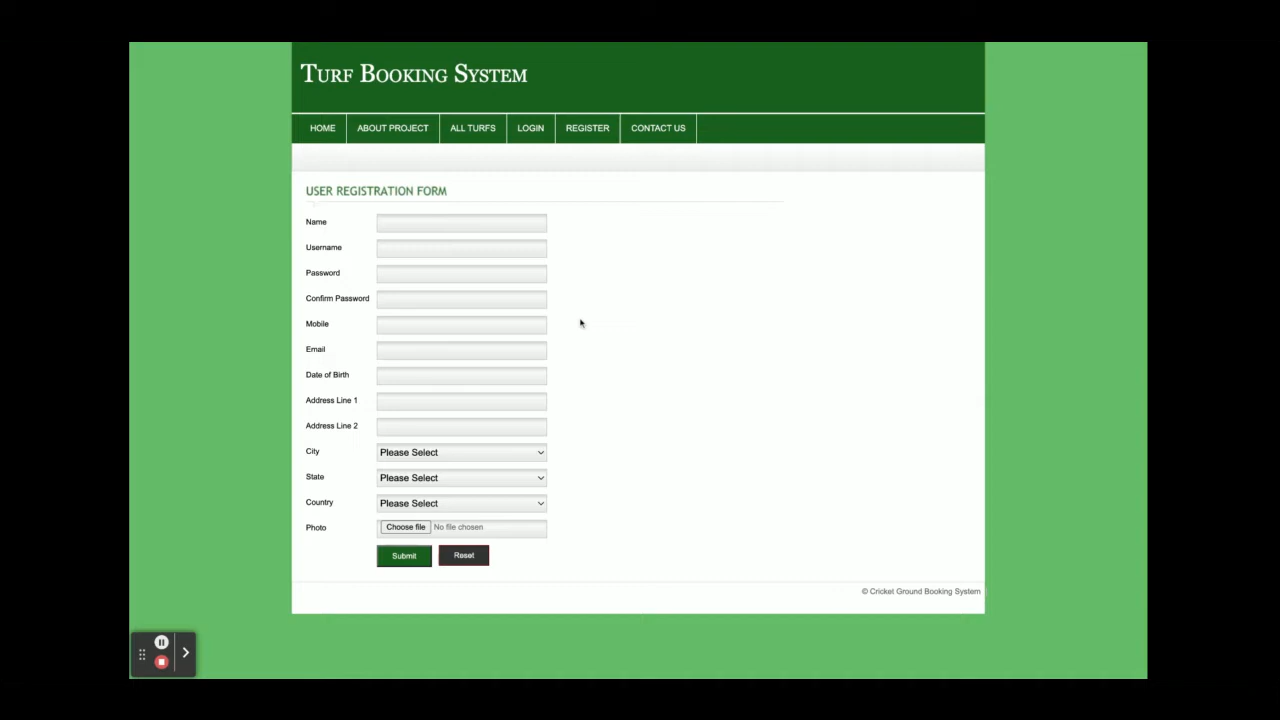 Turf Booking System
HOME ABOUT PROJECT ALL TURFS LOGIN REGISTER CONTACT US
USER REGISTRATION FORM
Name
Username
Password
Confirm Password
Mobile
Email
Date of Birth
Address Line 1
Address Line 2
City Please Select
State Please Select
Country Please Select
Photo Choose file No file chosen
Submit Reset
© Cricket Ground Booking System